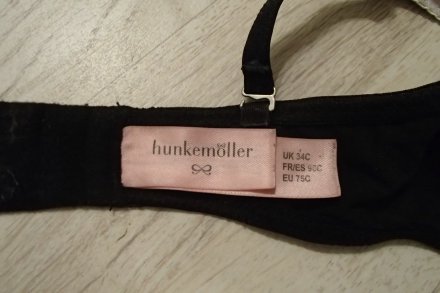 hunkemöller
UK 34C
FR/ES 90C
EU 75C